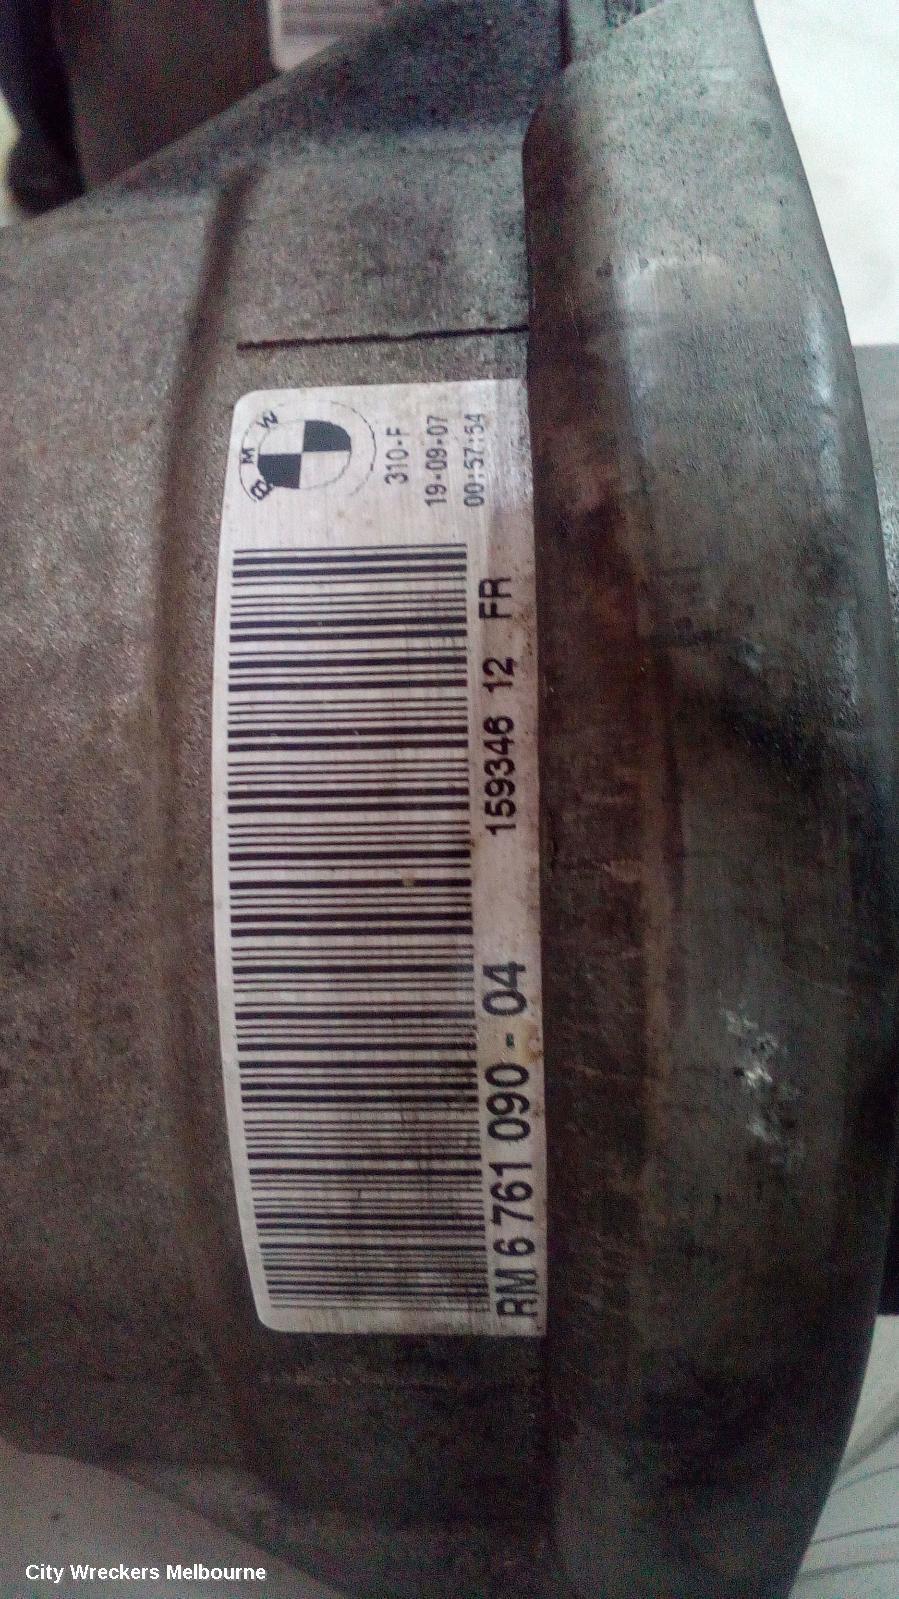 BMW
310-F
19-09-07
00:57:54
RM 6 761 090 - 04 159346 12 FR
City Wreckers Melbourne